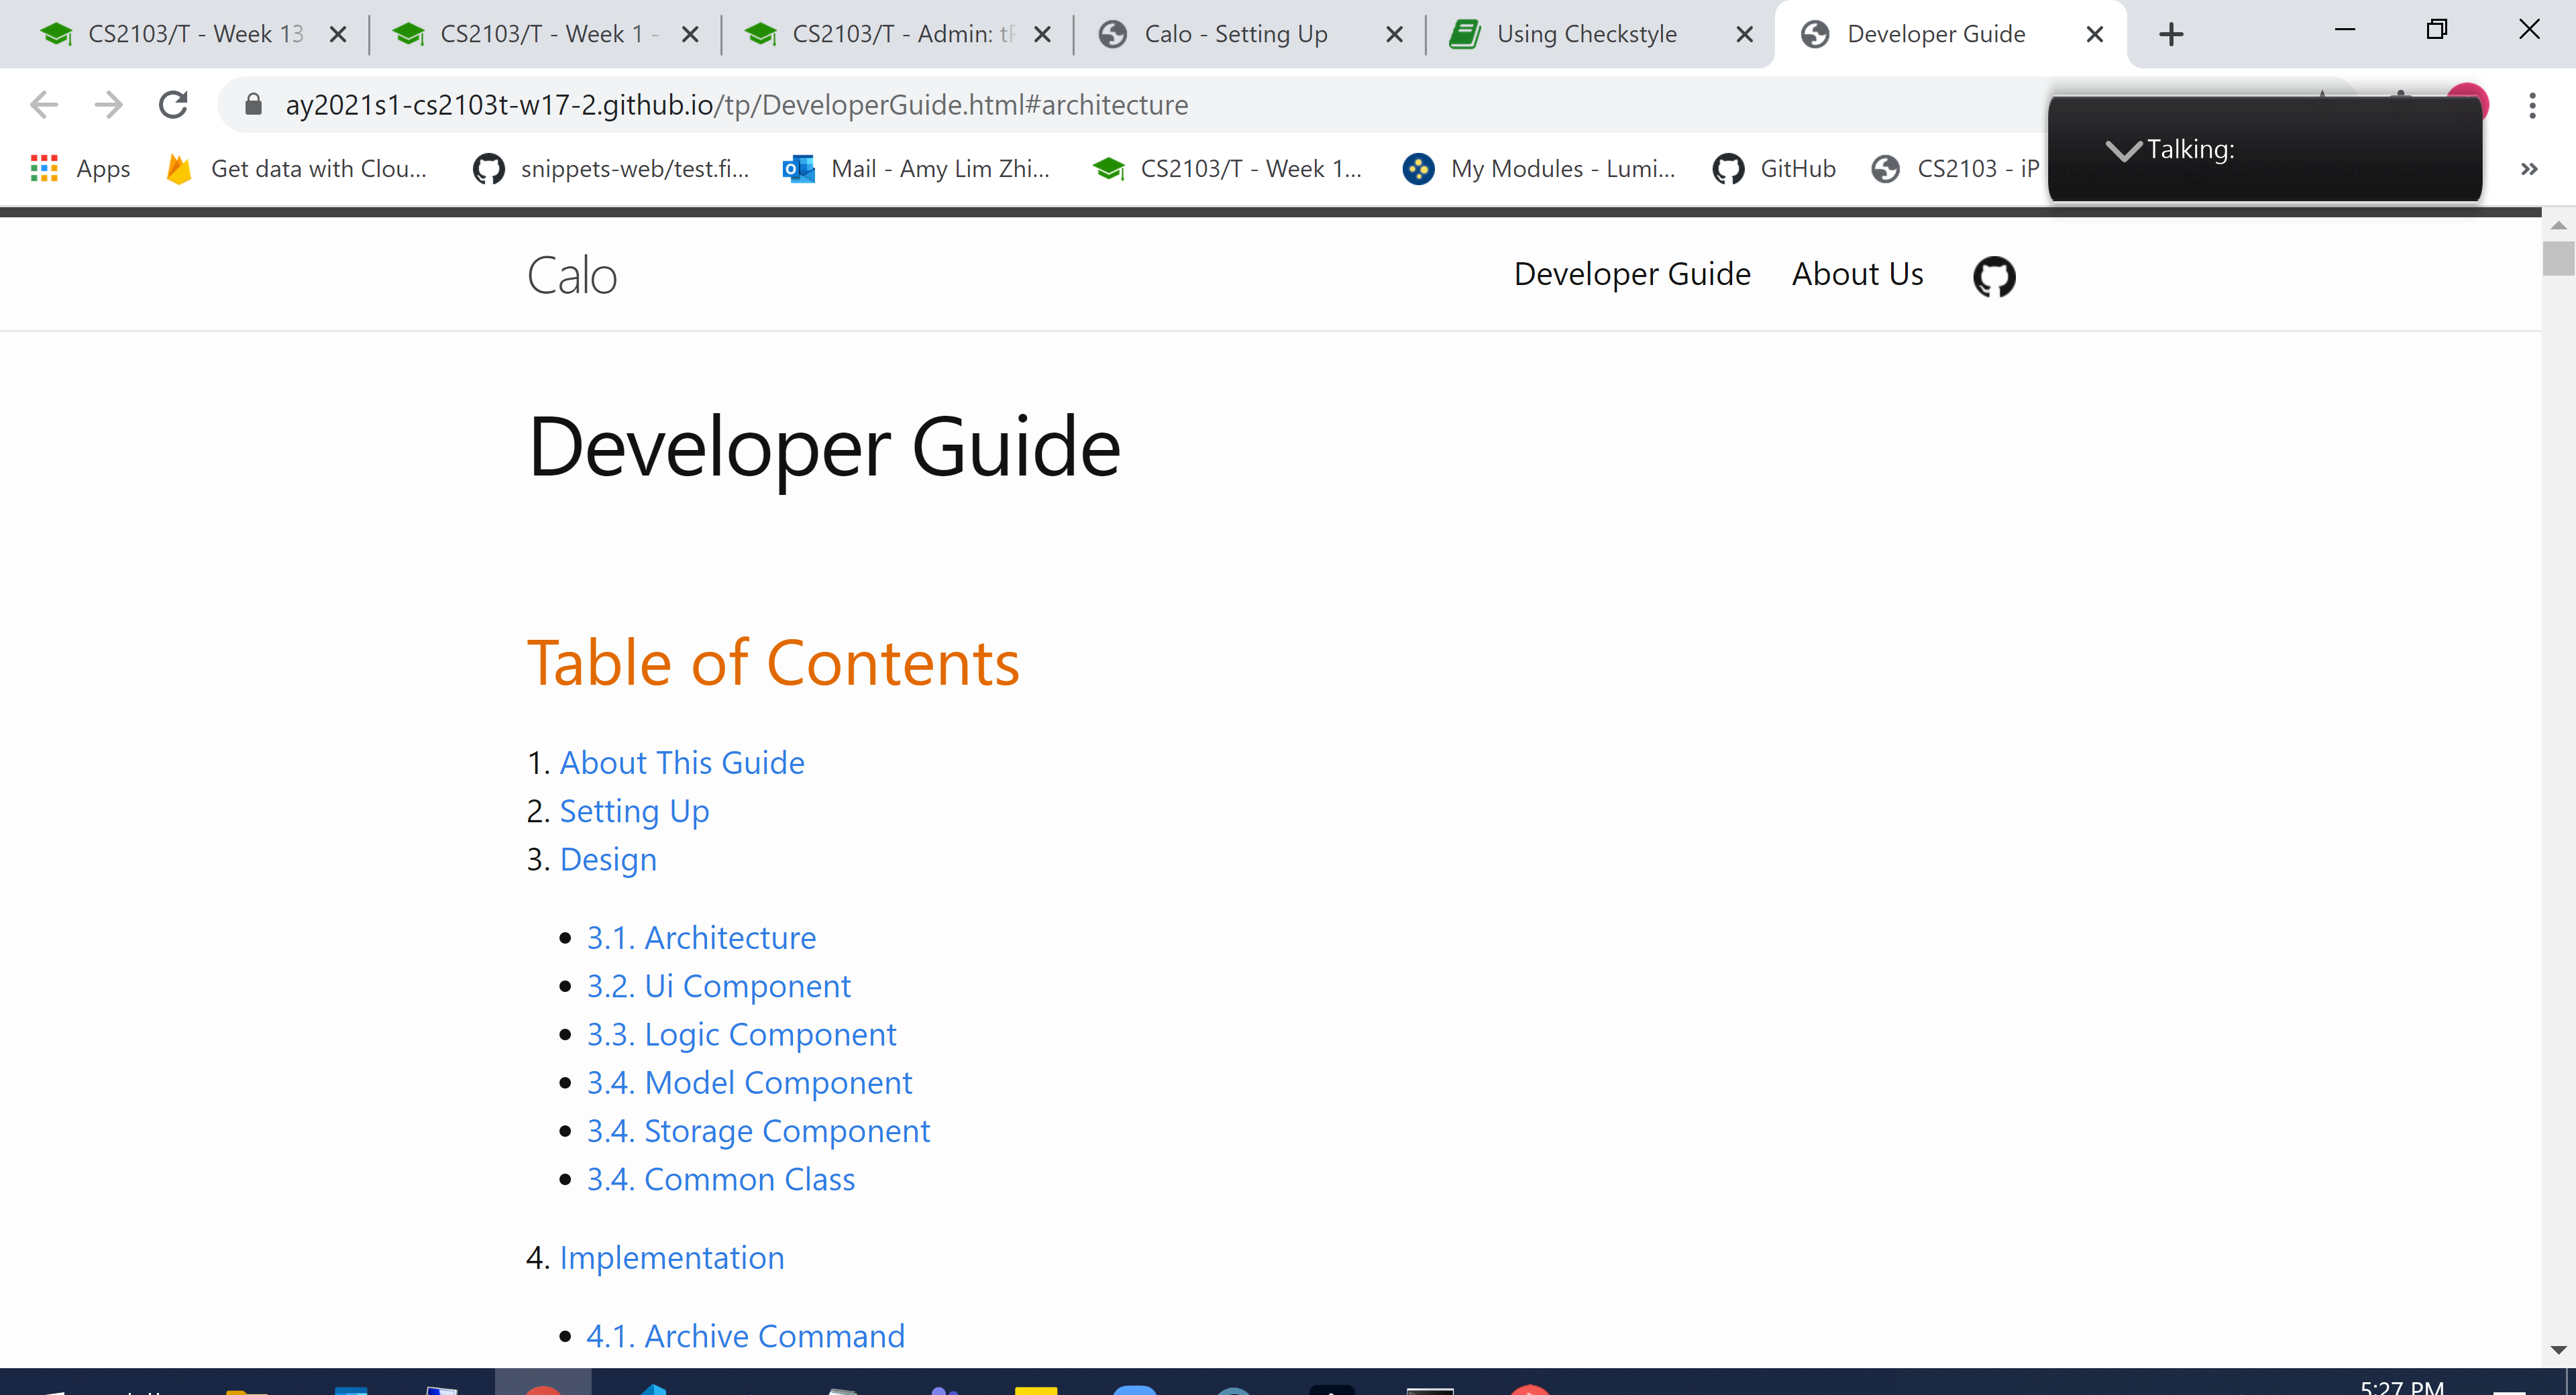 CS2103/T - Week 13
CS2103/T - Week 1 -
CS2103/T - Admin: tP
Calo - Setting Up
Using Checkstyle
Developer Guide
ay2021s1-cs2103t-w17-2.github.io/tp/DeveloperGuide.html#architecture
Apps
Get data with Clou...
snippets-web/test.fi...
Mail - Amy Lim Zhi...
CS2103/T - Week 1...
My Modules - Lumi...
GitHub
CS2103 - iP
Talking:
Calo
Developer Guide
About Us
Developer Guide
Table of Contents
1. About This Guide
2. Setting Up
3. Design
3.1. Architecture
3.2. Ui Component
3.3. Logic Component
3.4. Model Component
3.4. Storage Component
3.4. Common Class
4. Implementation
4.1. Archive Command
5:27 PM